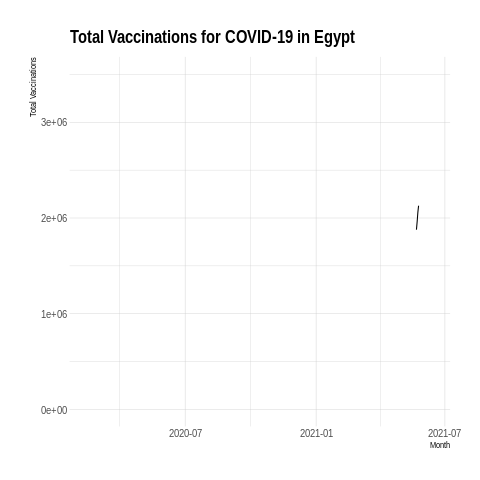 Total Vaccinations for COVID-19 in Egypt
Total Vaccinations
3e+06
2e+06
1e+06
0e+00
2020-07 2021-01 2021-07
Month